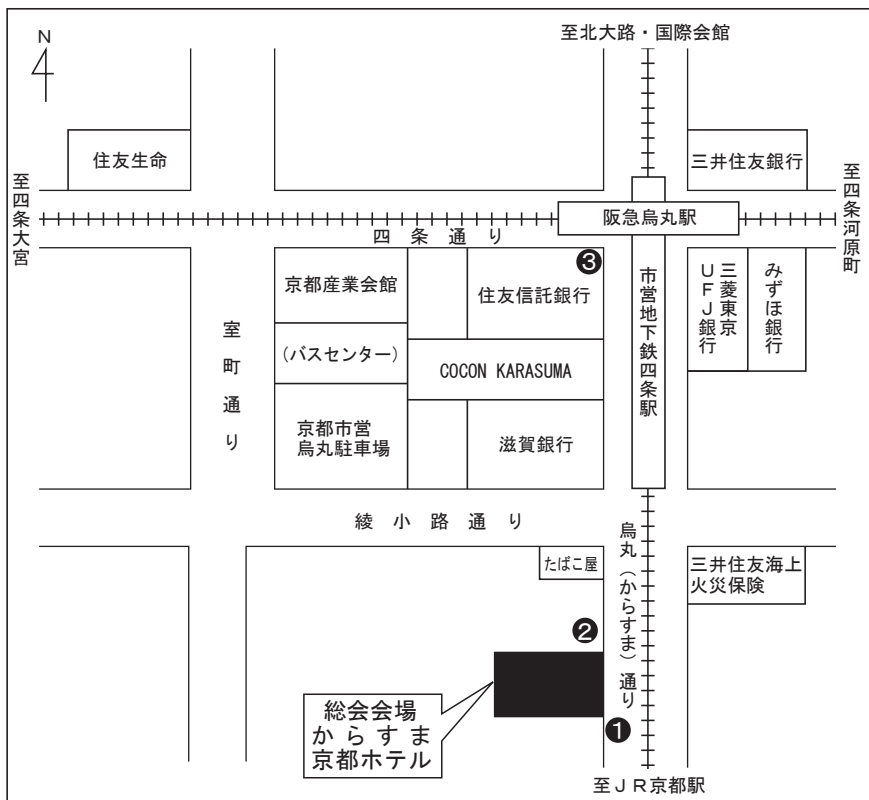 至北大路・国際会館
N
住友生命
三井住友銀行
至四条大宮
阪急烏丸駅
至四条河原町
四条通り
❸
京都産業会館
住友信託銀行
市営地下鉄四条駅
三菱東京
UFJ銀行
みずほ銀行
室町通り
(バスセンター)
COCON KARASUMA
京都市営
烏丸駐車場
滋賀銀行
綾小路通り
たばこ屋
烏丸(からすま)通り
三井住友海上
火災保険
❷
総会会場
からすま
京都ホテル
❶
至JR京都駅